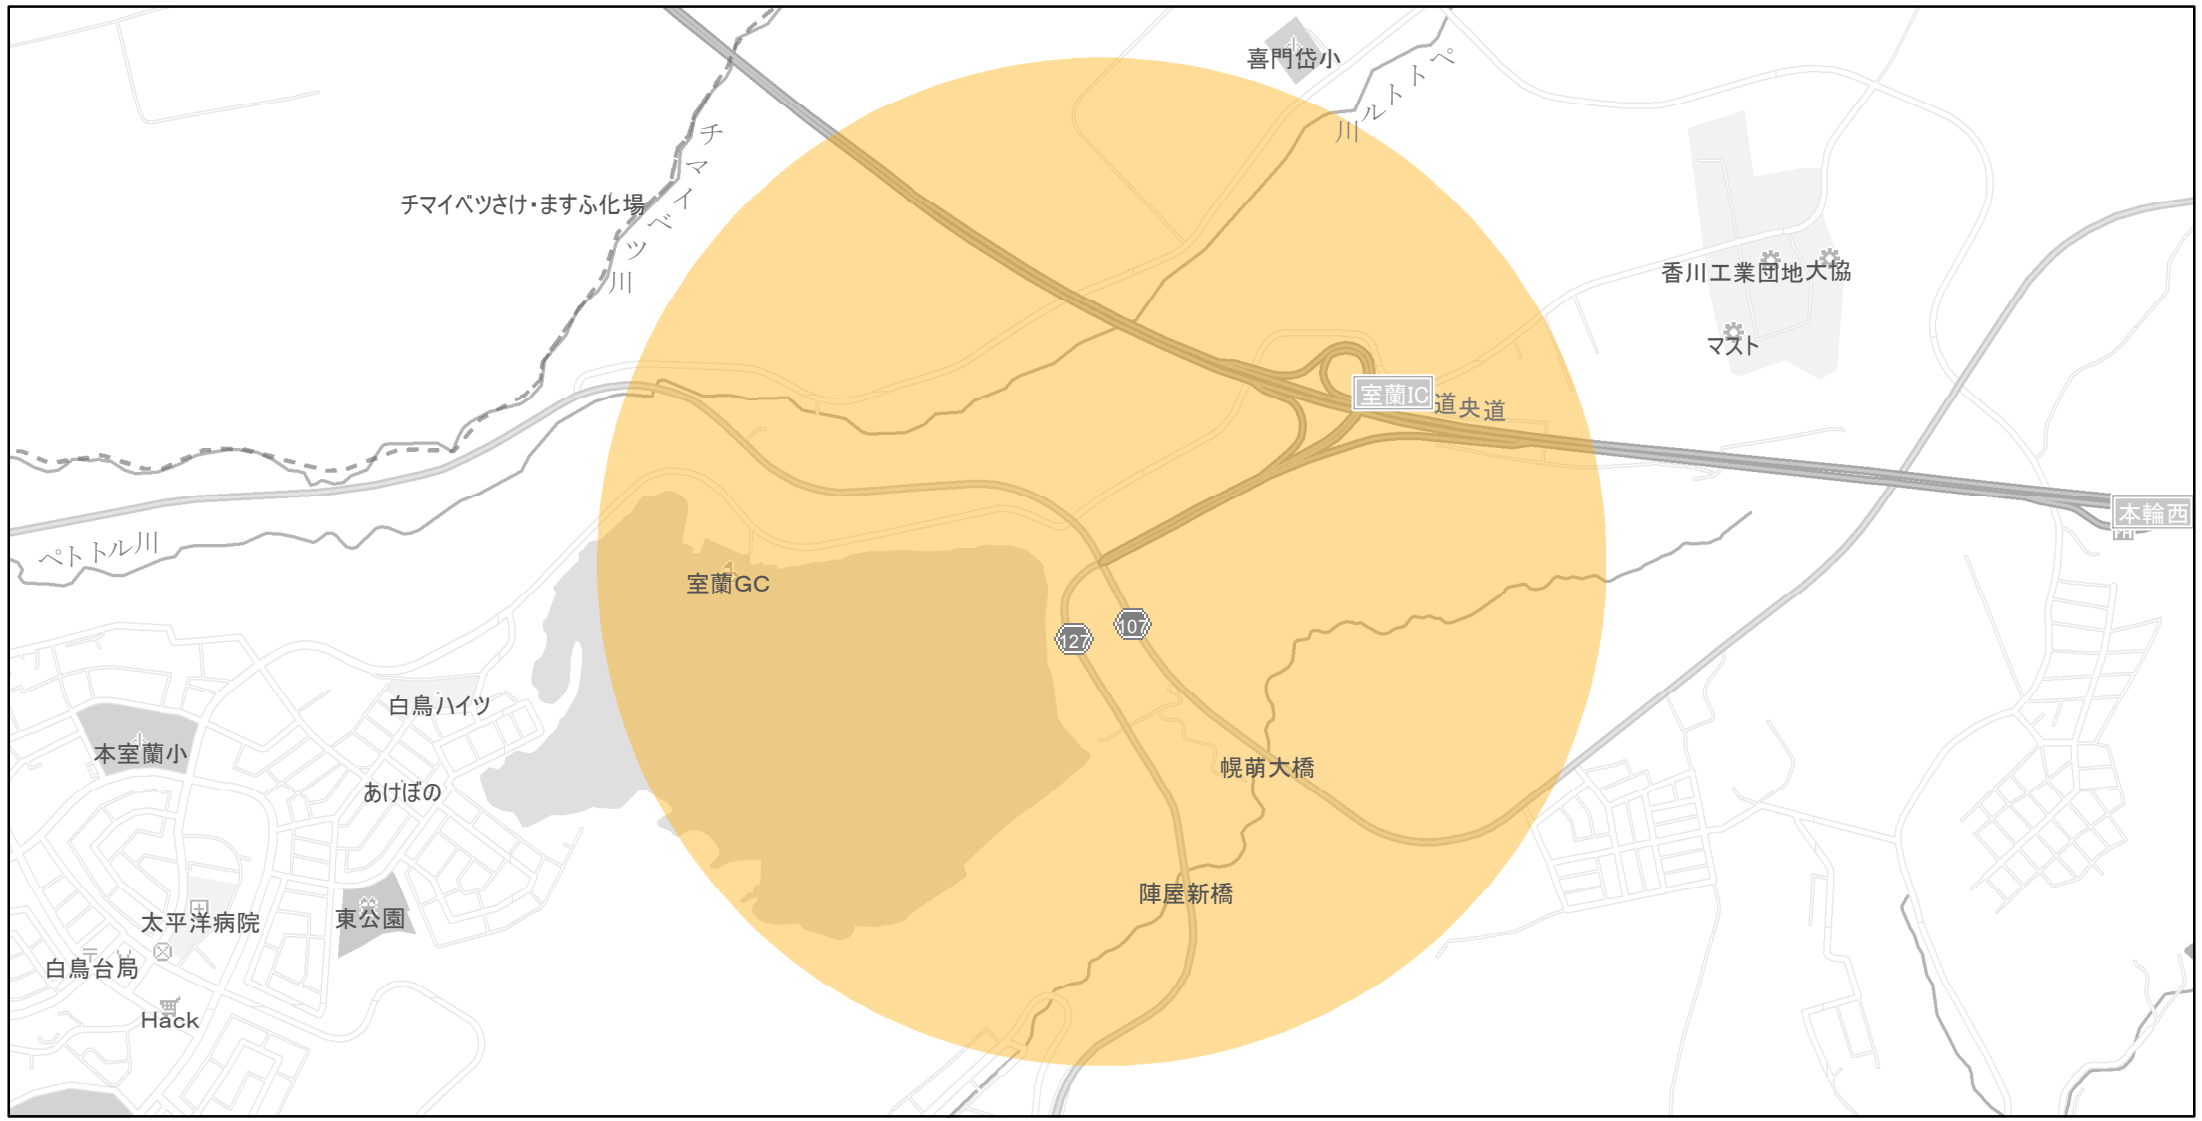 喜門岱小
ペトトル川
チマイベツ川
チマイベツさけ・ますふ化場
香川工業団地
大協
マスト
室蘭IC
道央道
本輪西
PA
ペトトル川
室蘭GC
127
107
白鳥ハイツ
本室蘭小
幌萌大橋
あけぼの
陣屋新橋
太平洋病院
東公園
白鳥台局
Hack